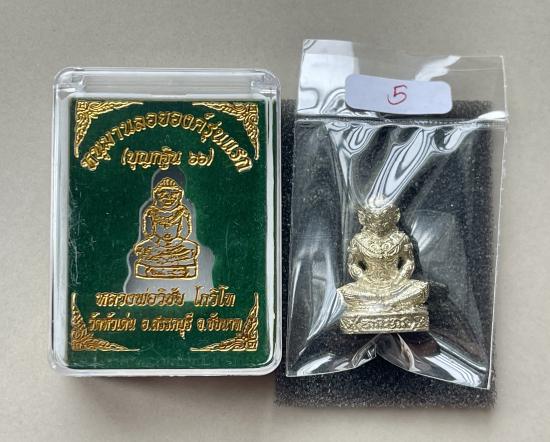 หนุมานลอยองค์รุ่นแรก
(บุญกฐิน ๖๖)
หลวงพ่อวิชัย โกวิโท
วัดหัวเด่น อ.สรรคบุรี จ.ชัยนาท
5